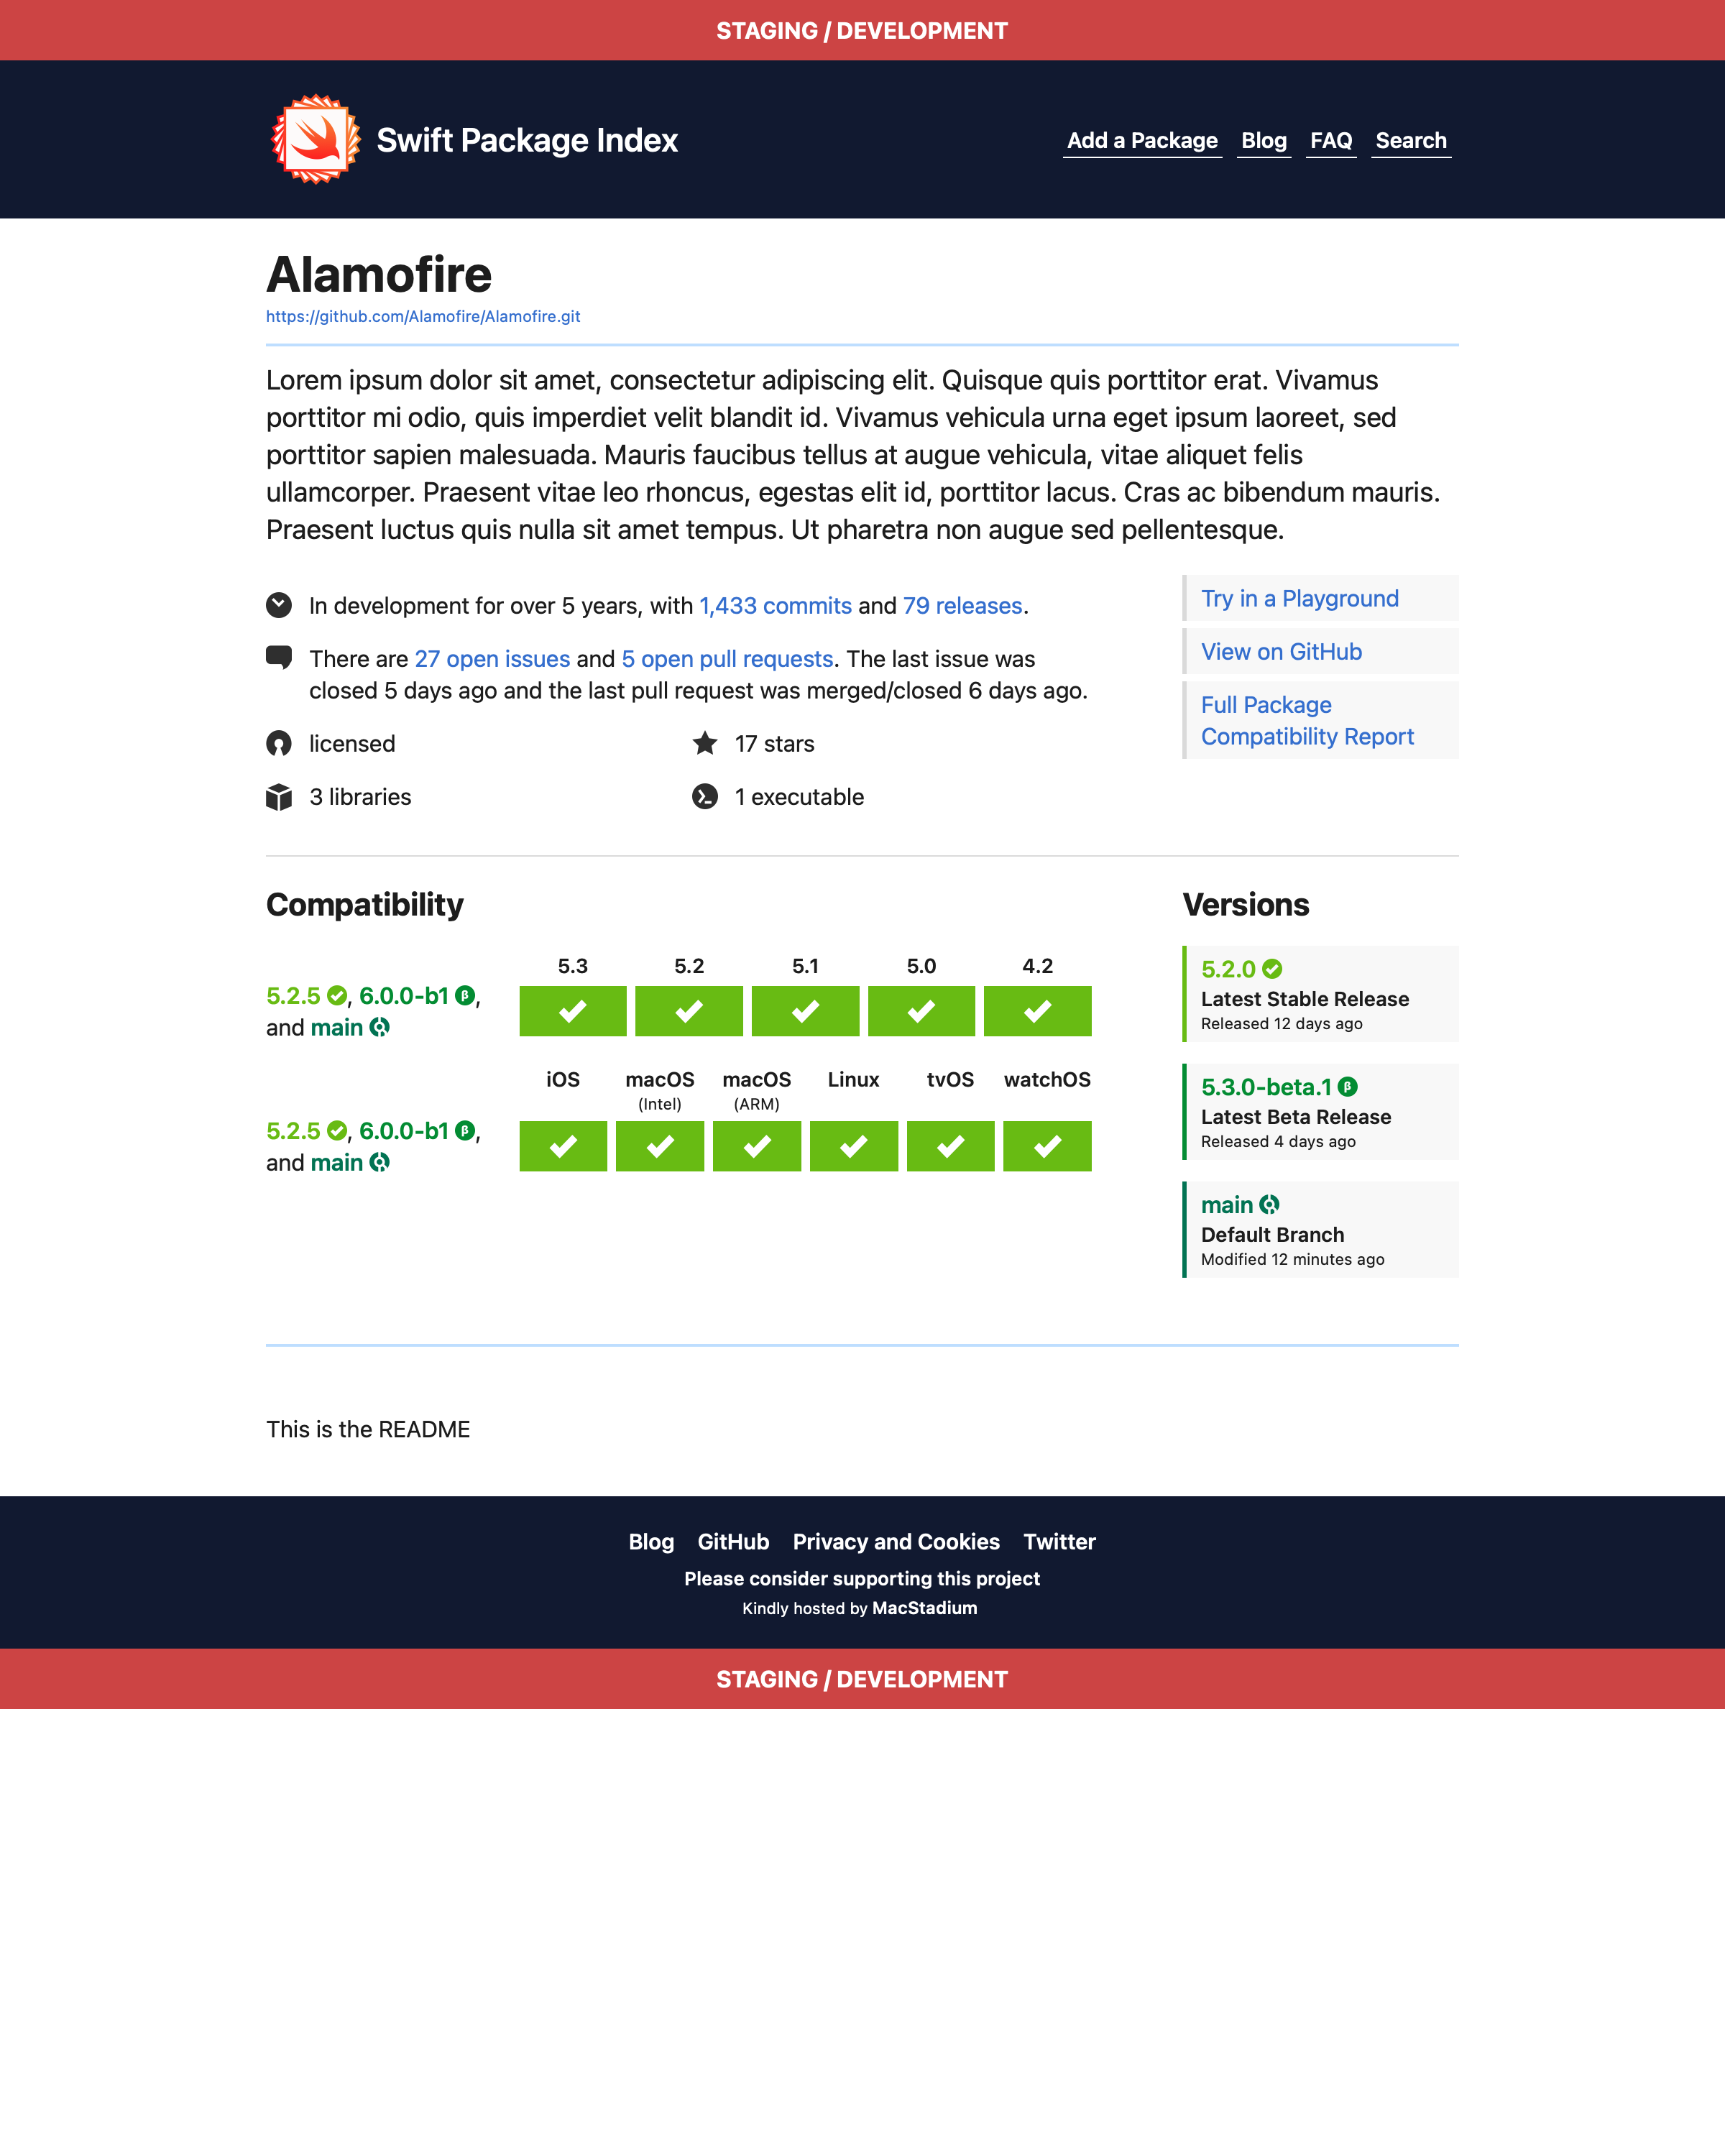 STAGING / DEVELOPMENT
Swift Package Index
Add a Package Blog FAQ Search
Alamofire
https://github.com/Alamofire/Alamofire.git
Lorem ipsum dolor sit amet, consectetur adipiscing elit. Quisque quis porttitor erat. Vivamus
porttitor mi odio, quis imperdiet velit blandit id. Vivamus vehicula urna eget ipsum laoreet, sed
porttitor sapien malesuada. Mauris faucibus tellus at augue vehicula, vitae aliquet felis
ullamcorper. Praesent vitae leo rhoncus, egestas elit id, porttitor lacus. Cras ac bibendum mauris.
Praesent luctus quis nulla sit amet tempus. Ut pharetra non augue sed pellentesque.
In development for over 5 years, with 1,433 commits and 79 releases.
There are 27 open issues and 5 open pull requests. The last issue was
closed 5 days ago and the last pull request was merged/closed 6 days ago.
licensed
17 stars
3 libraries
1 executable
Try in a Playground
View on GitHub
Full Package
Compatibility Report
Compatibility
5.3 5.2 5.1 5.0 4.2
5.2.5, 6.0.0-b1 β,
and main
iOS macOS macOS Linux tvOS watchOS
(Intel) (ARM)
5.2.5, 6.0.0-b1 β,
and main
Versions
5.2.0
Latest Stable Release
Released 12 days ago
5.3.0-beta.1 β
Latest Beta Release
Released 4 days ago
main
Default Branch
Modified 12 minutes ago
This is the README
Blog GitHub Privacy and Cookies Twitter
Please consider supporting this project
Kindly hosted by MacStadium
STAGING / DEVELOPMENT